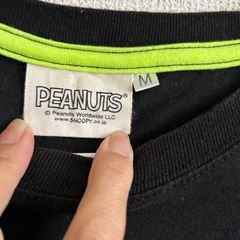 PEANUTS
© Peanuts Worldwide LLC
www.SNOOPY.co.jp
M